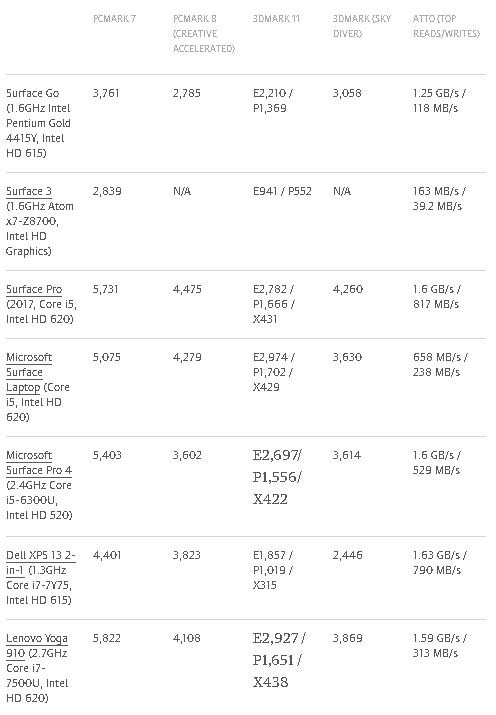 PCMARK 7 PCMARK 8 3DMARK 11 3DMARK (SKY ATTO (TOP
(CREATIVE DIVER) READS/WRITES)
ACCELERATED)
Surface Go 3,761 2,785 E2,210 / 3,058 1.25 GB/s /
(1.6GHz Intel P1,369 118 MB/s
Pentium Gold
4415Y, Intel
HD 615)
Surface 3 2,839 N/A E941 / P552 N/A 163 MB/s /
(1.6GHz Atom 39.2 MB/s
x7-Z8700,
Intel HD
Graphics)
Surface Pro 5,731 4,475 E2,782 / 4,260 1.6 GB/s /
(2017, Core i5, P1,666 / 817 MB/s
Intel HD 620) X431
Microsoft 5,075 4,279 E2,974 / 3,630 658 MB/s /
Surface P1,702 / 238 MB/s
Laptop (Core X429
i5, Intel HD
620)
Microsoft 5,403 3,602 E2,697/ 3,614 1.6 GB/s /
Surface Pro 4 P1,556/ 529 MB/s
(2.4GHz Core X422
i5-6300U,
Intel HD 520)
Dell XPS 13 2- 4,401 3,823 E1,857 / 2,446 1.63 GB/s /
in-1 (1.3GHz P1,019 / 790 MB/s
Core i7-7Y75, X315
Intel HD 615)
Lenovo Yoga 5,822 4,108 E2,927 / 3,869 1.59 GB/s /
910 (2.7GHz P1,651 / 313 MB/s
Core i7- X438
7500U, Intel
HD 620)